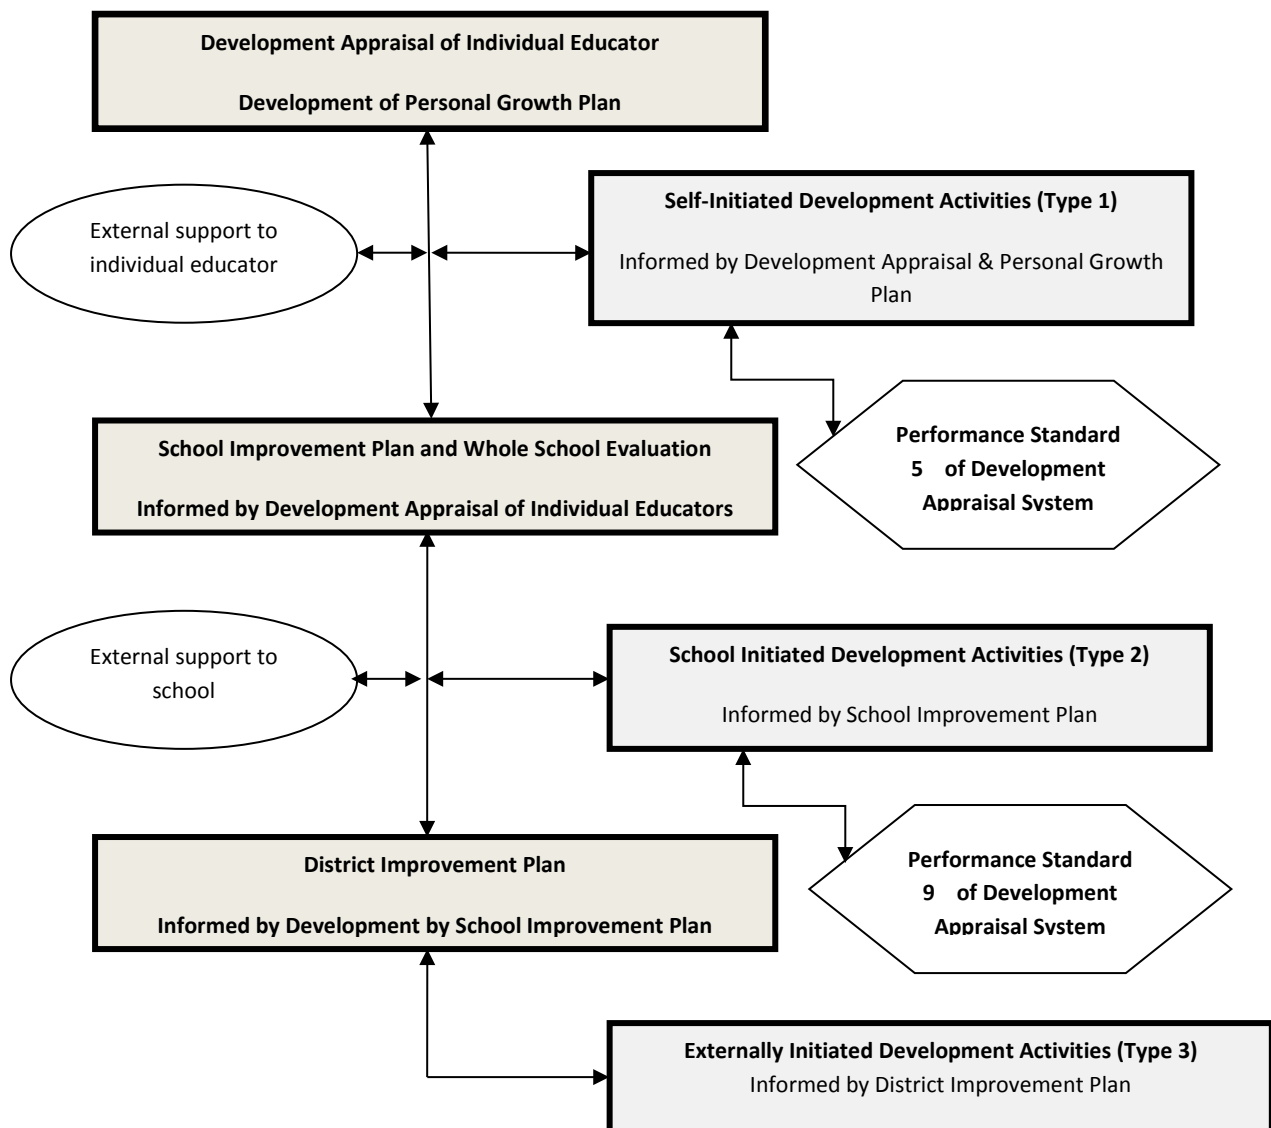 Development Appraisal of Individual Educator
Development of Personal Growth Plan
External support to
individual educator
Self-Initiated Development Activities (Type 1)
Informed by Development Appraisal & Personal Growth
Plan
Performance Standard
5 of Development
Appraisal System
School Improvement Plan and Whole School Evaluation
Informed by Development Appraisal of Individual Educators
External support to
school
School Initiated Development Activities (Type 2)
Informed by School Improvement Plan
Performance Standard
9 of Development
Appraisal System
District Improvement Plan
Informed by Development by School Improvement Plan
Externally Initiated Development Activities (Type 3)
Informed by District Improvement Plan